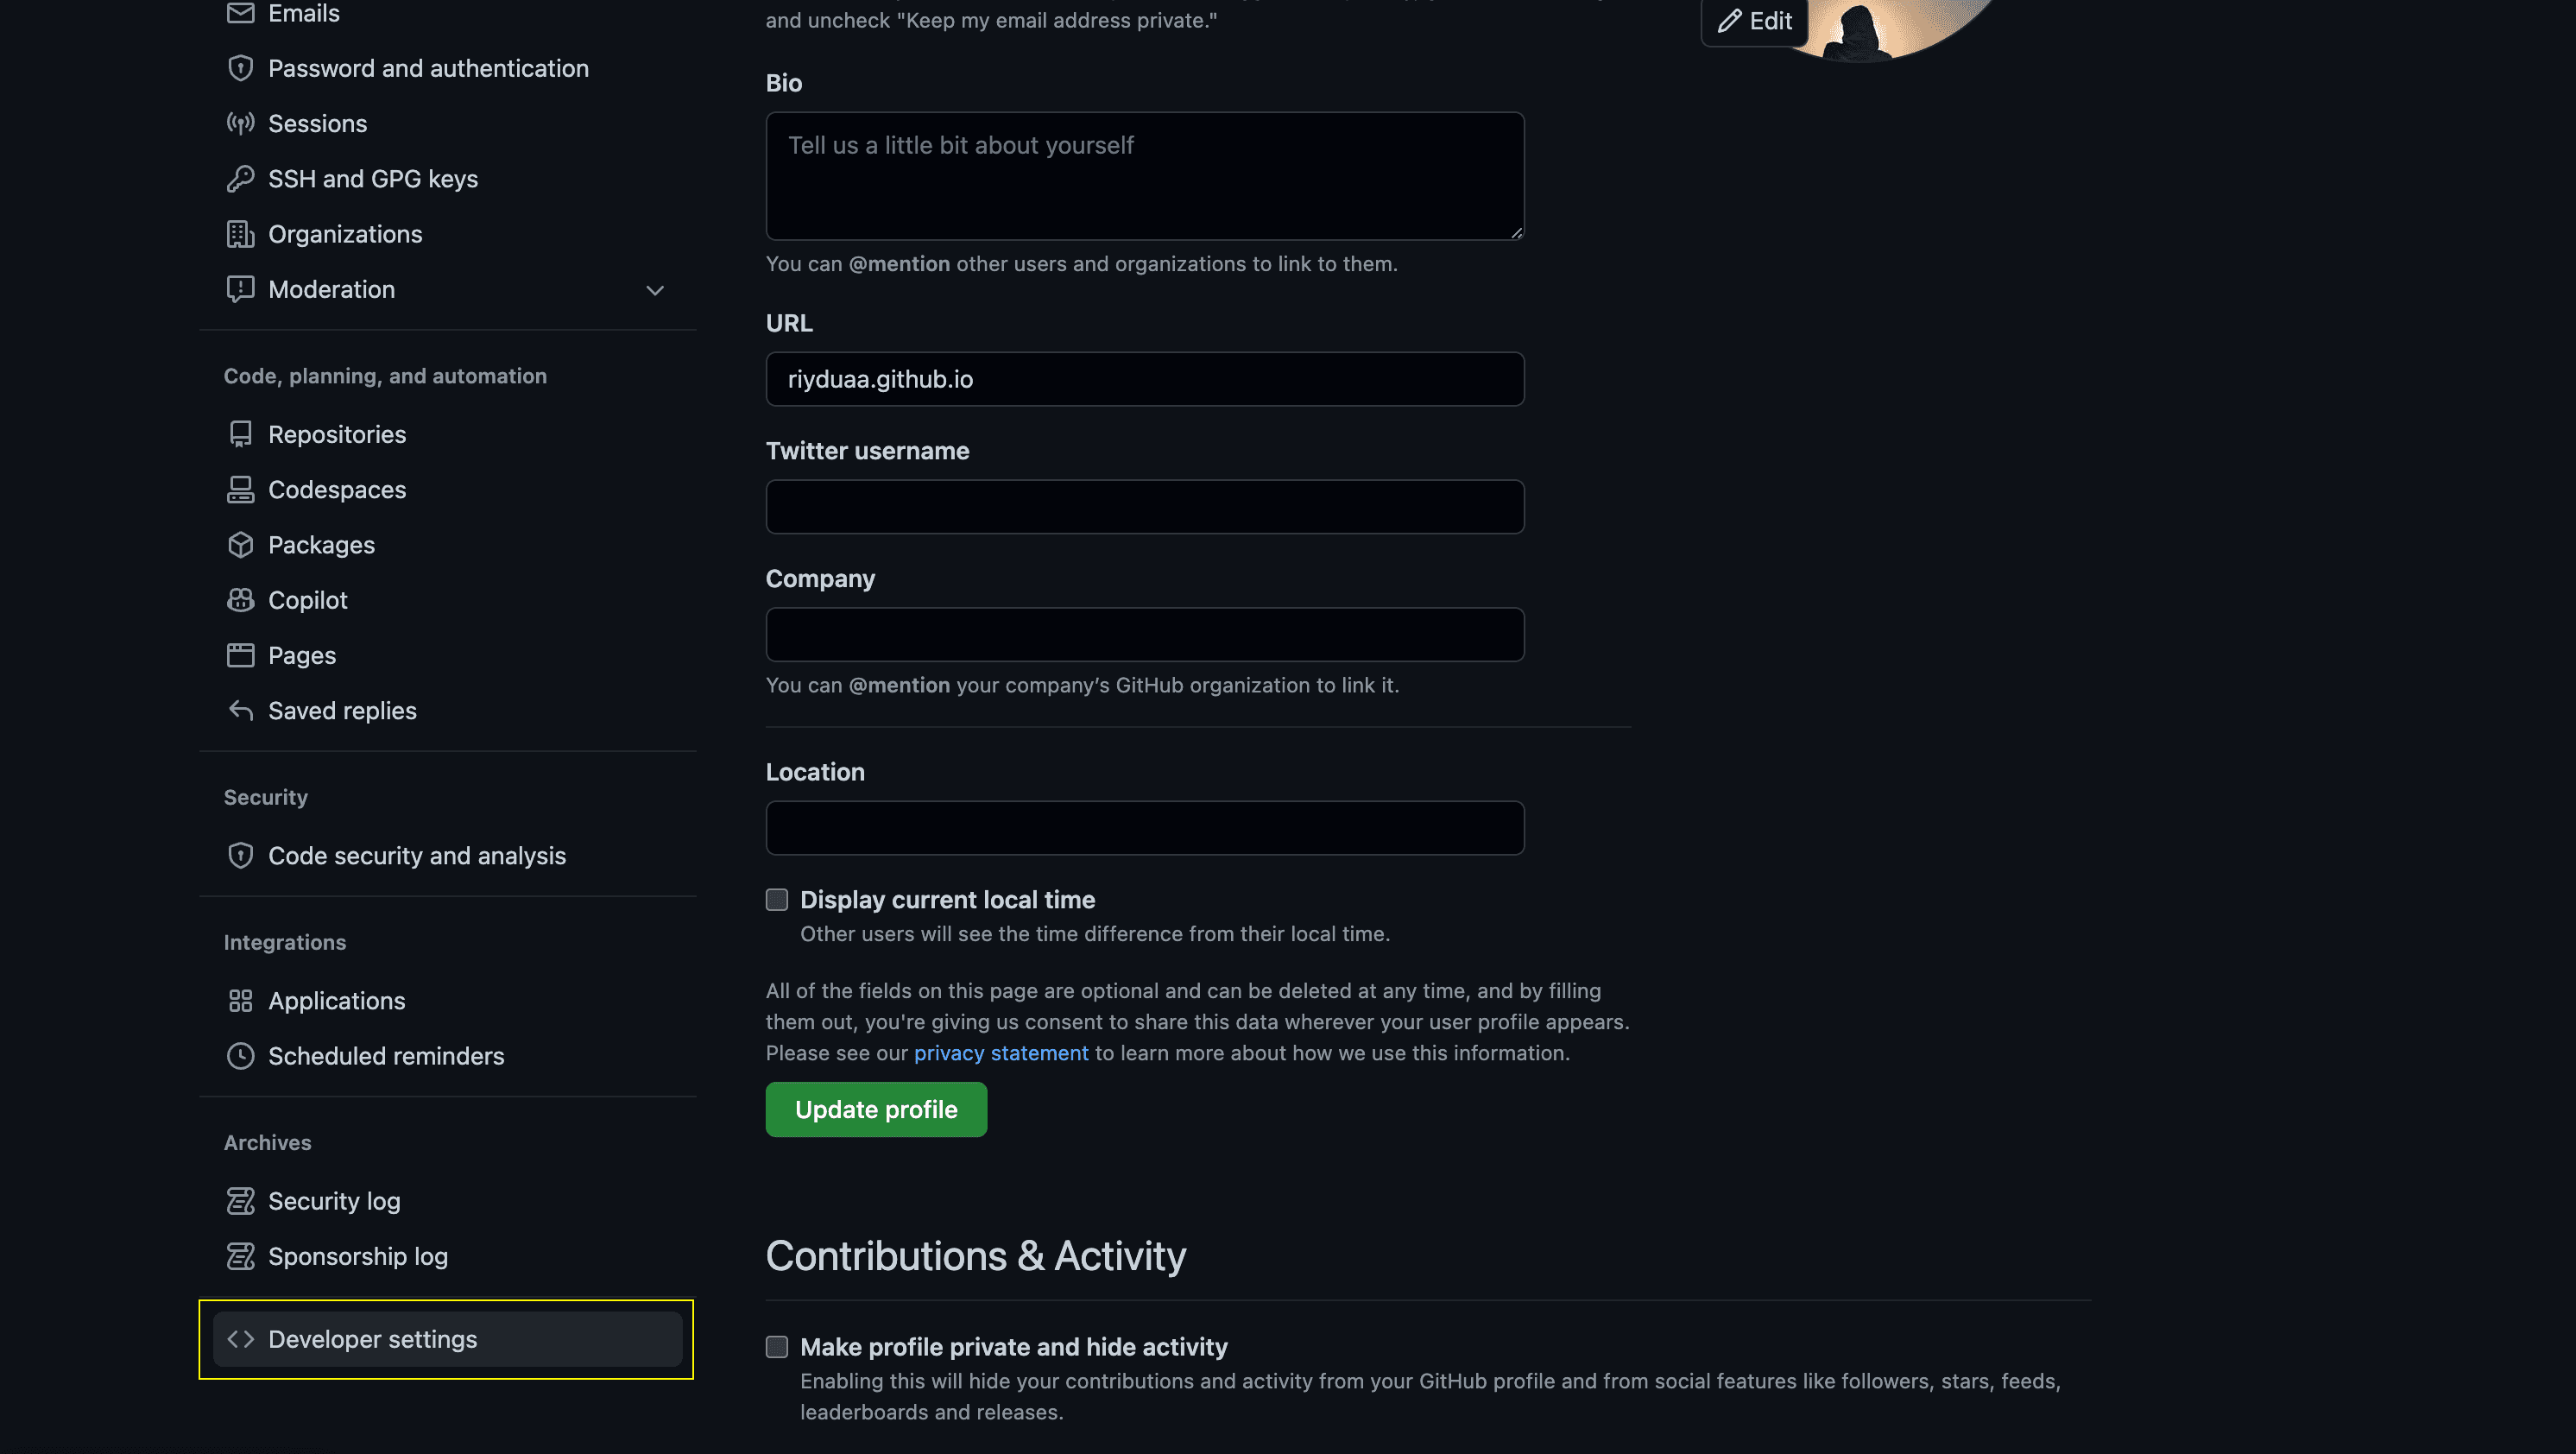 Emails
Password and authentication
Sessions
SSH and GPG keys
Organizations
Moderation
Code, planning, and automation
Repositories
Codespaces
Packages
Copilot
Pages
Saved replies
Security
Code security and analysis
Integrations
Applications
Scheduled reminders
Archives
Security log
Sponsorship log
Developer settings
and uncheck "Keep my email address private."
Edit
Bio
Tell us a little bit about yourself
You can @mention other users and organizations to link to them.
URL
riyduaa.github.io
Twitter username
Company
You can @mention your company’s GitHub organization to link it.
Location
Display current local time
Other users will see the time difference from their local time.
All of the fields on this page are optional and can be deleted at any time, and by filling
them out, you're giving us consent to share this data wherever your user profile appears.
Please see our privacy statement to learn more about how we use this information.
Update profile
Contributions & Activity
Make profile private and hide activity
Enabling this will hide your contributions and activity from your GitHub profile and from social features like followers, stars, feeds,
leaderboards and releases.